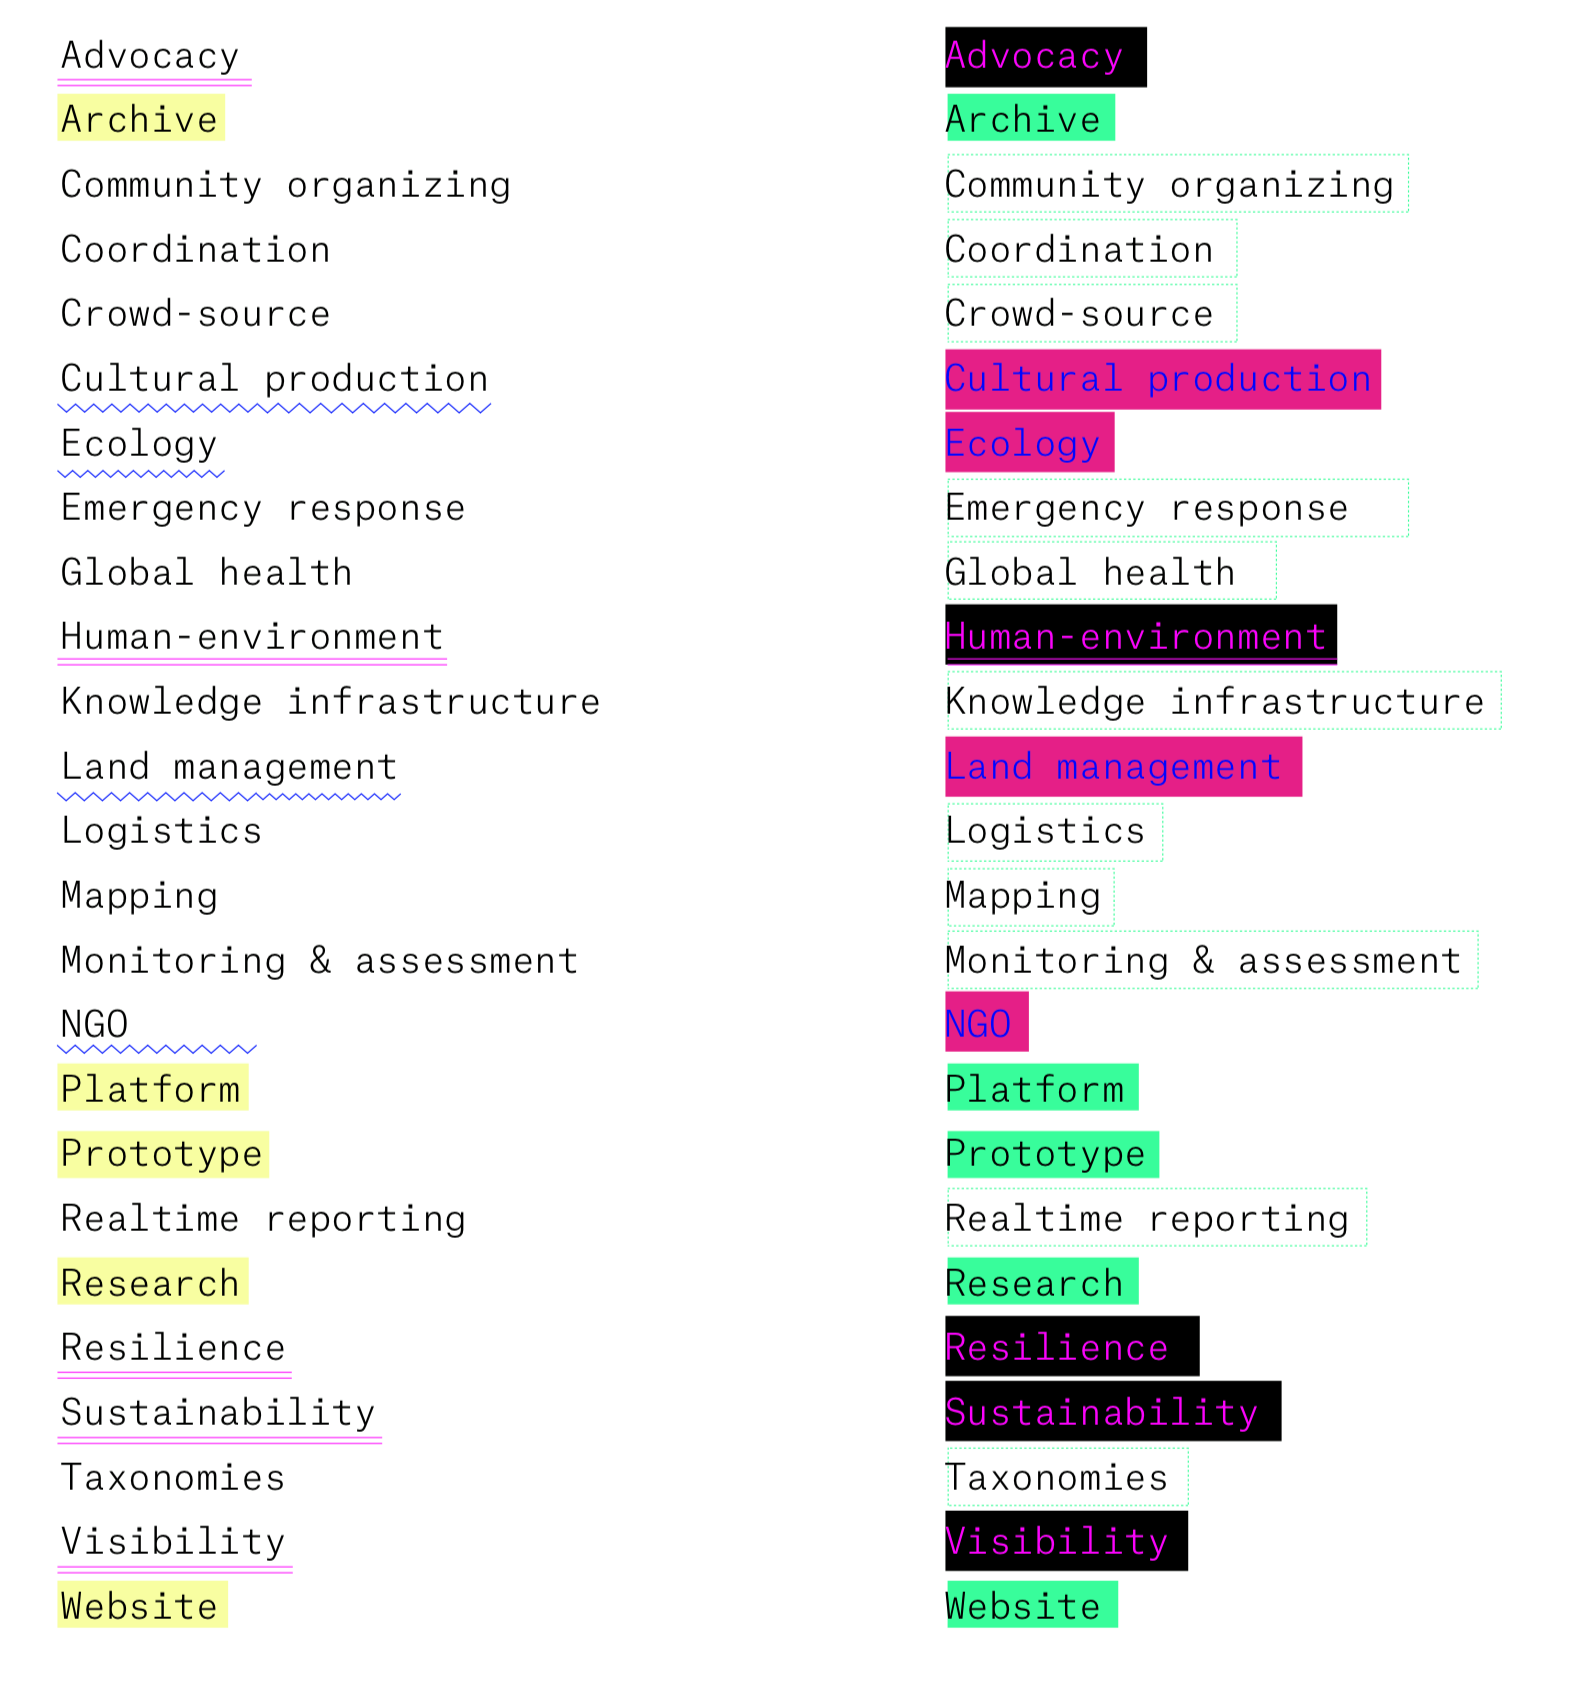 Advocacy
Archive
Community organizing
Coordination
Crowd-source
Cultural production
Ecology
Emergency response
Global health
Human-environment
Knowledge infrastructure
Land management
Logistics
Mapping
Monitoring & assessment
NGO
Platform
Prototype
Realtime reporting
Research
Resilience
Sustainability
Taxonomies
Visibility
Website
Advocacy
Archive
Community organizing
Coordination
Crowd-source
Cultural production
Ecology
Emergency response
Global health
Human-environment
Knowledge infrastructure
Land management
Logistics
Mapping
Monitoring & assessment
NGO
Platform
Prototype
Realtime reporting
Research
Resilience
Sustainability
Taxonomies
Visibility
Website